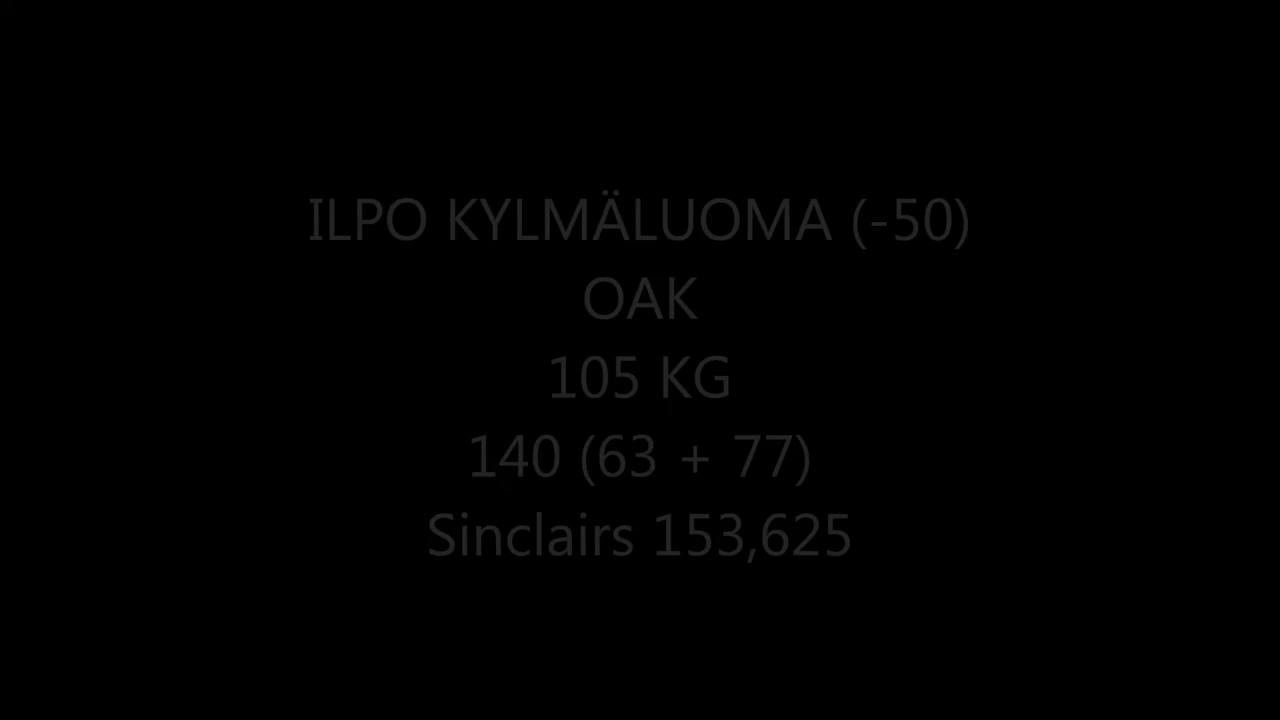 ILPO KYLMÄLUOMA (-50)
OAK
105 KG
140 (63 + 77)
Sinclairs 153,625